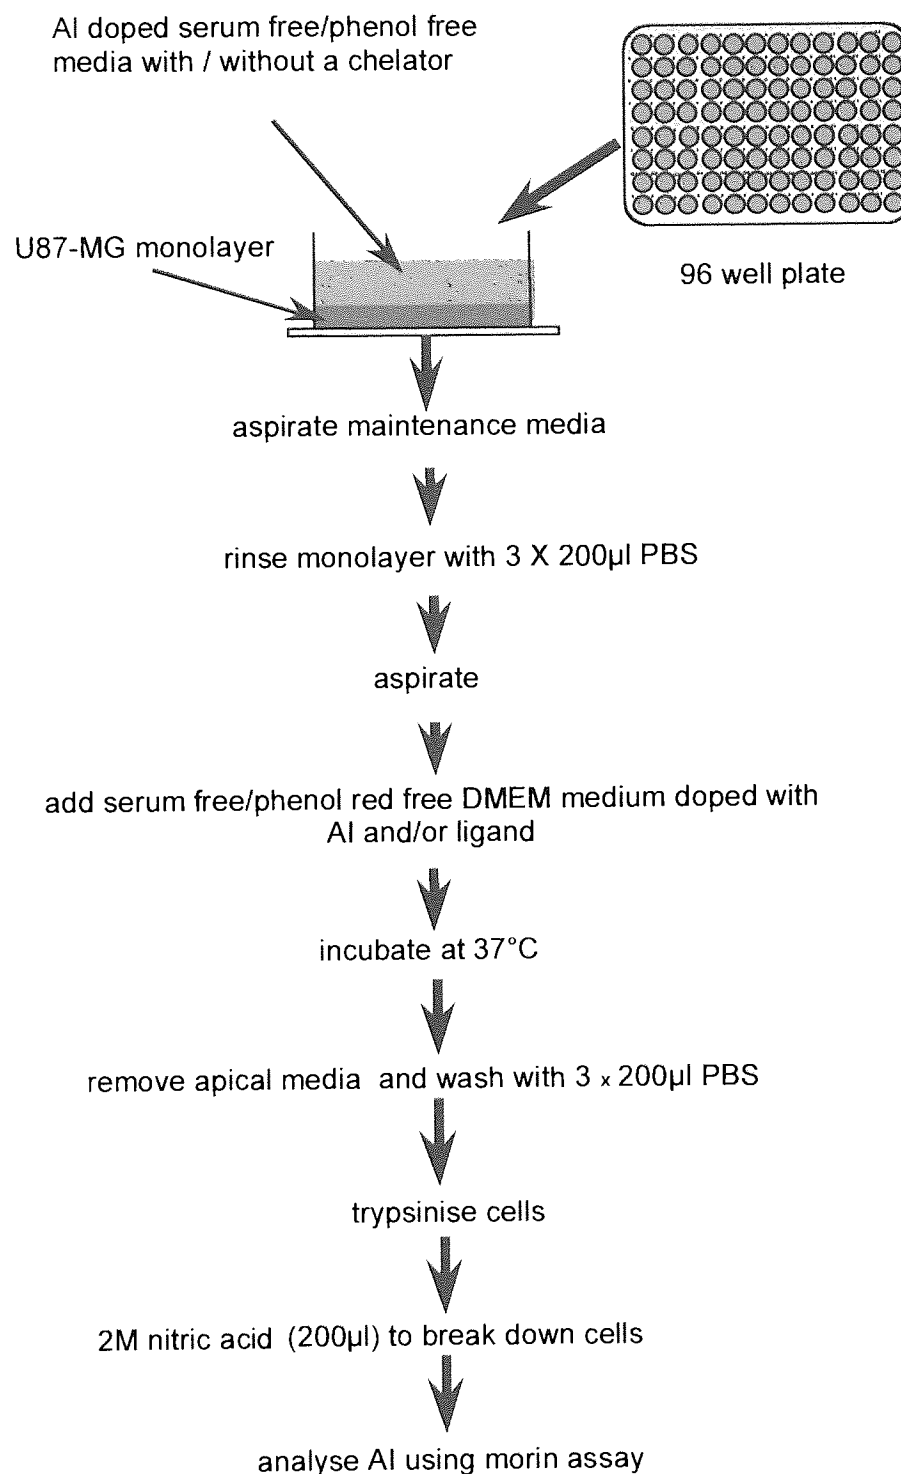 Al doped serum free/phenol free
media with / without a chelator
U87-MG monolayer
96 well plate
aspirate maintenance media
rinse monolayer with 3 X 200µl PBS
aspirate
add serum free/phenol red free DMEM medium doped with
Al and/or ligand
incubate at 37°C
remove apical media and wash with 3 x 200µl PBS
trypsinise cells
2M nitric acid (200µl) to break down cells
analyse Al using morin assay